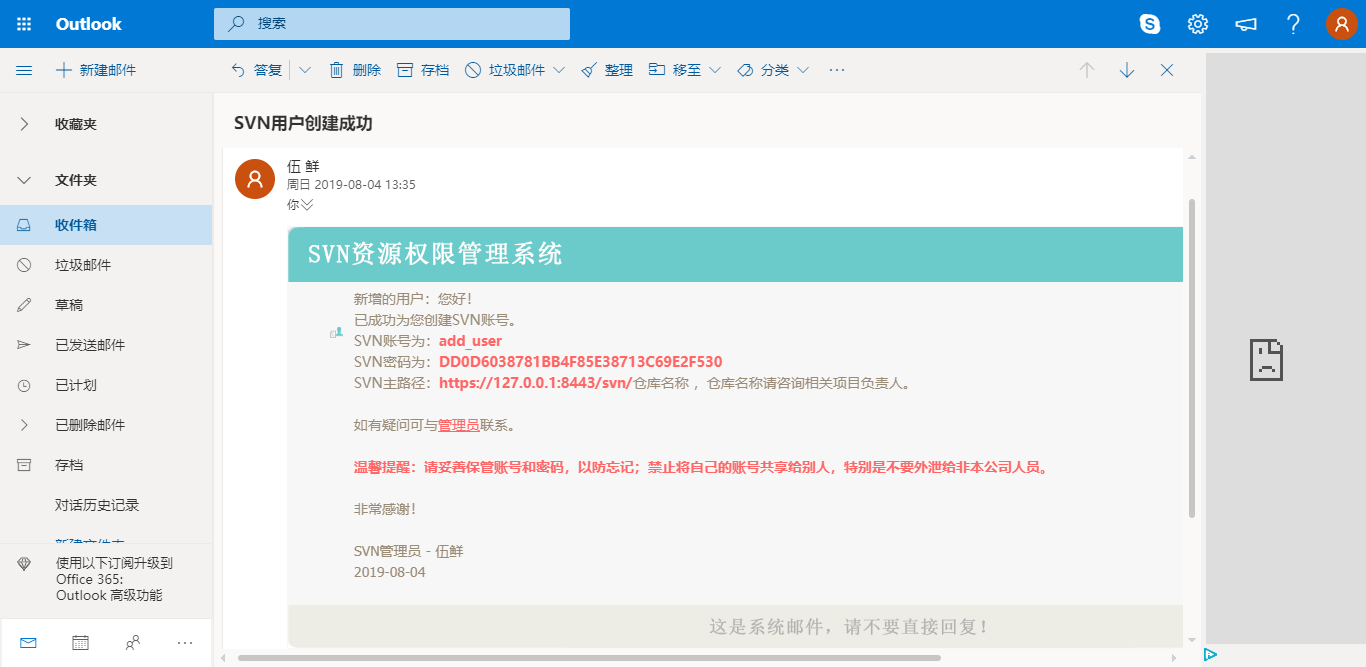 Outlook
搜索
新建邮件
答复
删除
存档
垃圾邮件
整理
移至
分类
收藏夹
文件夹
收件箱
垃圾邮件
草稿
已发送邮件
已计划
已删除邮件
存档
对话历史记录
新建文件夹
使用以下订阅升级到
Office 365:
Outlook 高级功能
SVN用户创建成功
伍 鲜
周日 2019-08-04 13:35
你
SVN资源权限管理系统
新增的用户：您好！
已成功为您创建SVN账号。
SVN账号为：add_user
SVN密码为：DD0D6038781BB4F85E38713C69E2F530
SVN主路径：https://127.0.0.1:8443/svn/仓库名称 ，仓库名称请咨询相关项目负责人。
如有疑问可与管理员联系。
温馨提醒：请妥善保管账号和密码，以防忘记；禁止将自己的账号共享给别人，特别是不要外泄给非本公司人员。
非常感谢！
SVN管理员 - 伍鲜
2019-08-04
这是系统邮件，请不要直接回复！